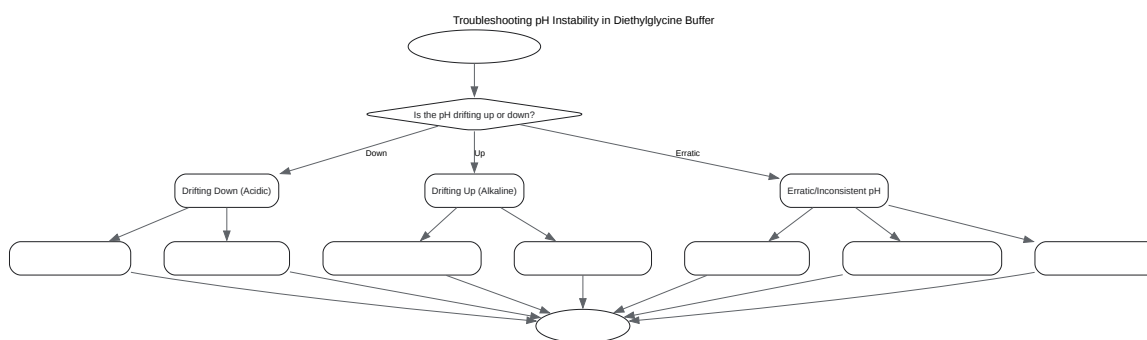 Troubleshooting pH Instability in Diethylglycine Buffer
Is the pH drifting up or down?
Down
Up
Erratic
Drifting Down (Acidic)
Drifting Up (Alkaline)
Erratic/Inconsistent pH